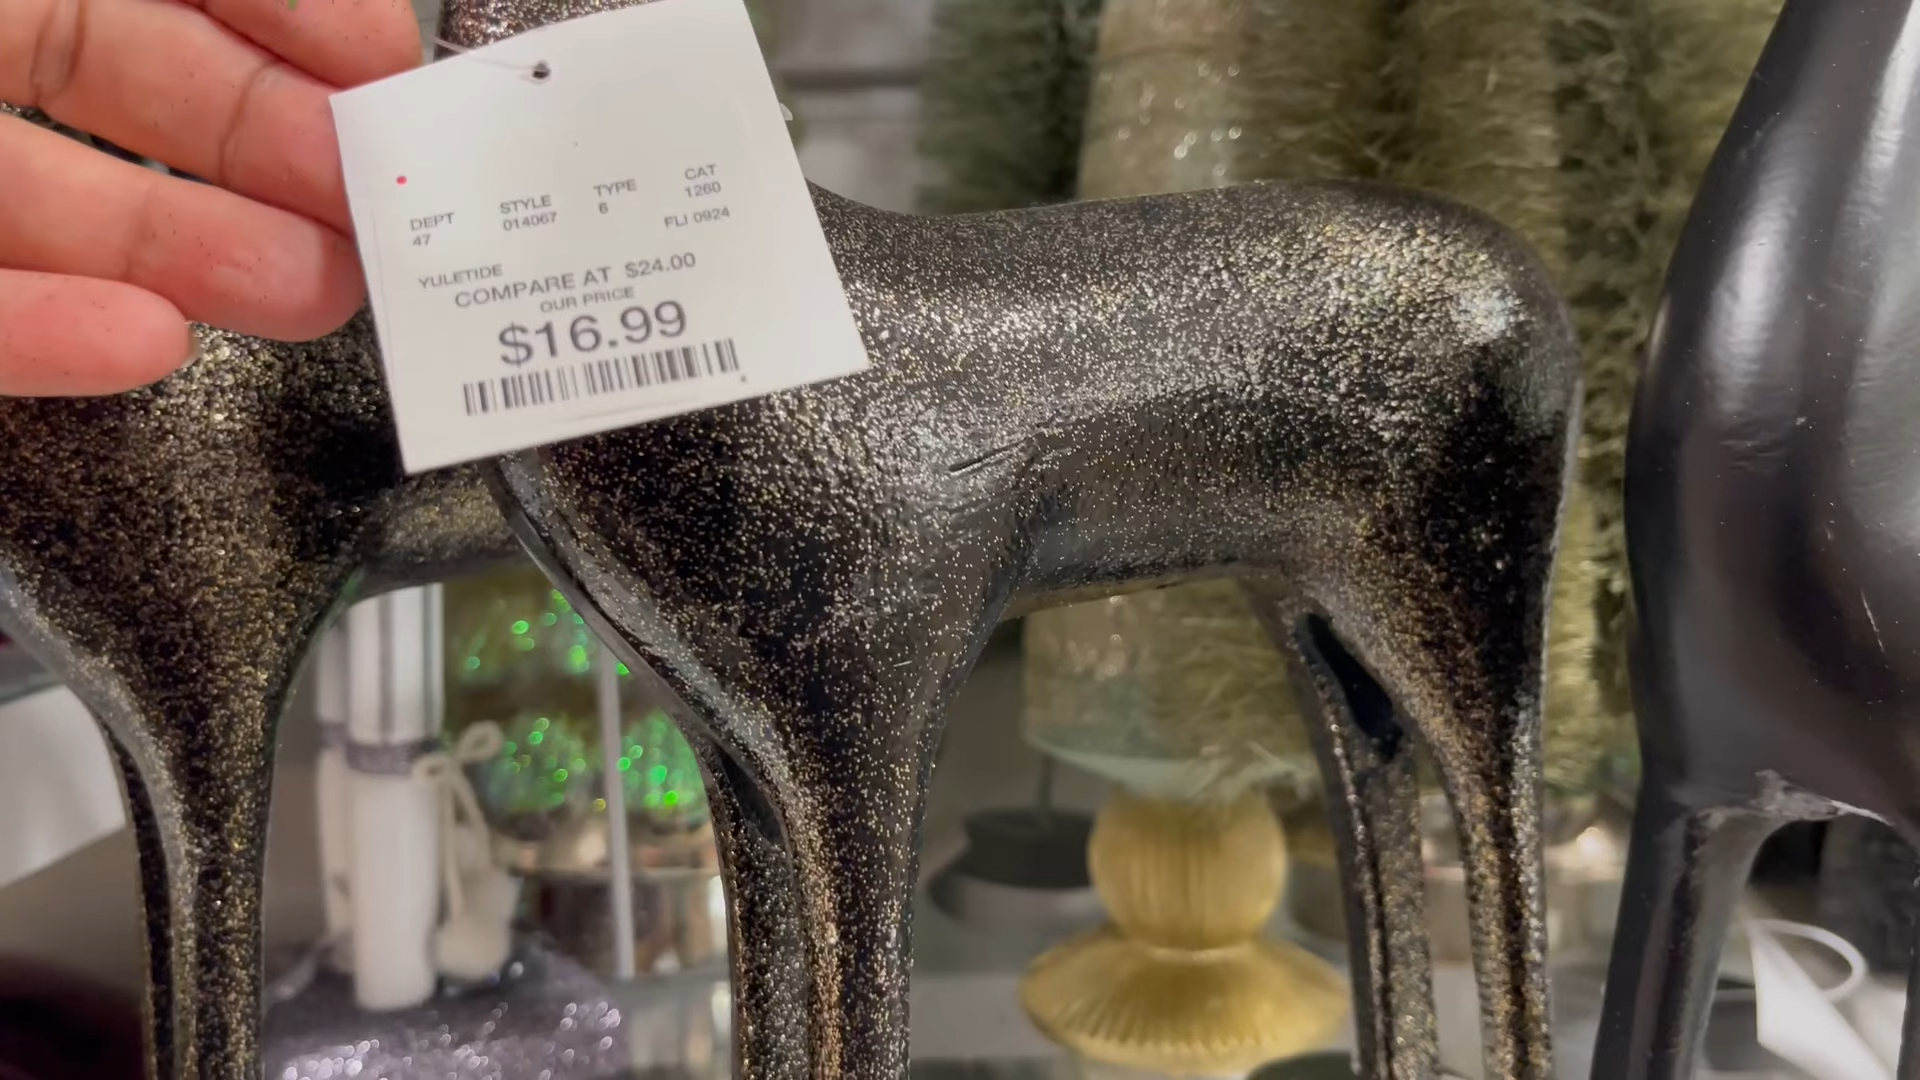 DEPT STYLE TYPE CAT
47 014067 6 1260
FLI 0924
YULETIDE
COMPARE AT $24.00
OUR PRICE
$16.99